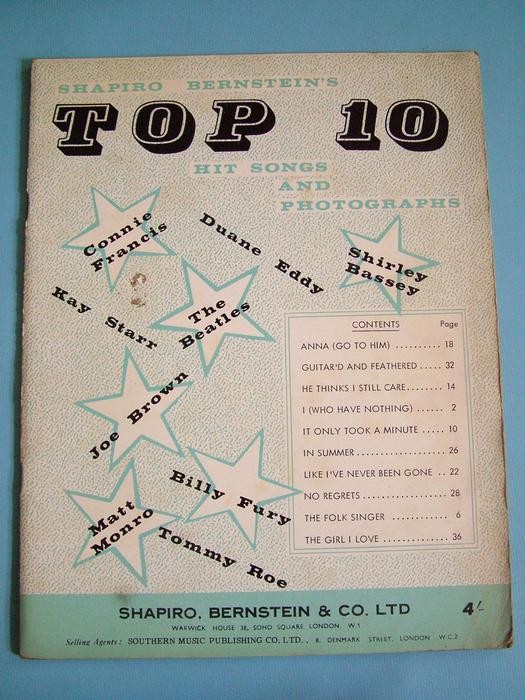 SHAPIRO BERNSTEIN'S
TOP 10
HIT SONGS
AND
PHOTOGRAPHS
Connie
Francis
Duane Eddy
Shirley
Bassey
Kay Starr
The
Beatles
Joe Brown
Billy Fury
Matt
Monro
Tommy Roe
CONTENTS Page
ANNA (GO TO HIM) .......... 18
GUITAR'D AND FEATHERED ..... 32
HE THINKS I STILL CARE........ 14
I (WHO HAVE NOTHING) ...... 2
IT ONLY TOOK A MINUTE ..... 10
IN SUMMER................... 26
LIKE I'VE NEVER BEEN GONE .. 22
NO REGRETS.................. 28
THE FOLK SINGER ............ 6
THE GIRL I LOVE .............. 36
SHAPIRO, BERNSTEIN & CO. LTD 4/-
WARWICK HOUSE 38, SOHO SQUARE LONDON W.1
Selling Agents: SOUTHERN MUSIC PUBLISHING CO. LTD., 8, DENMARK STREET, LONDON W.C.2